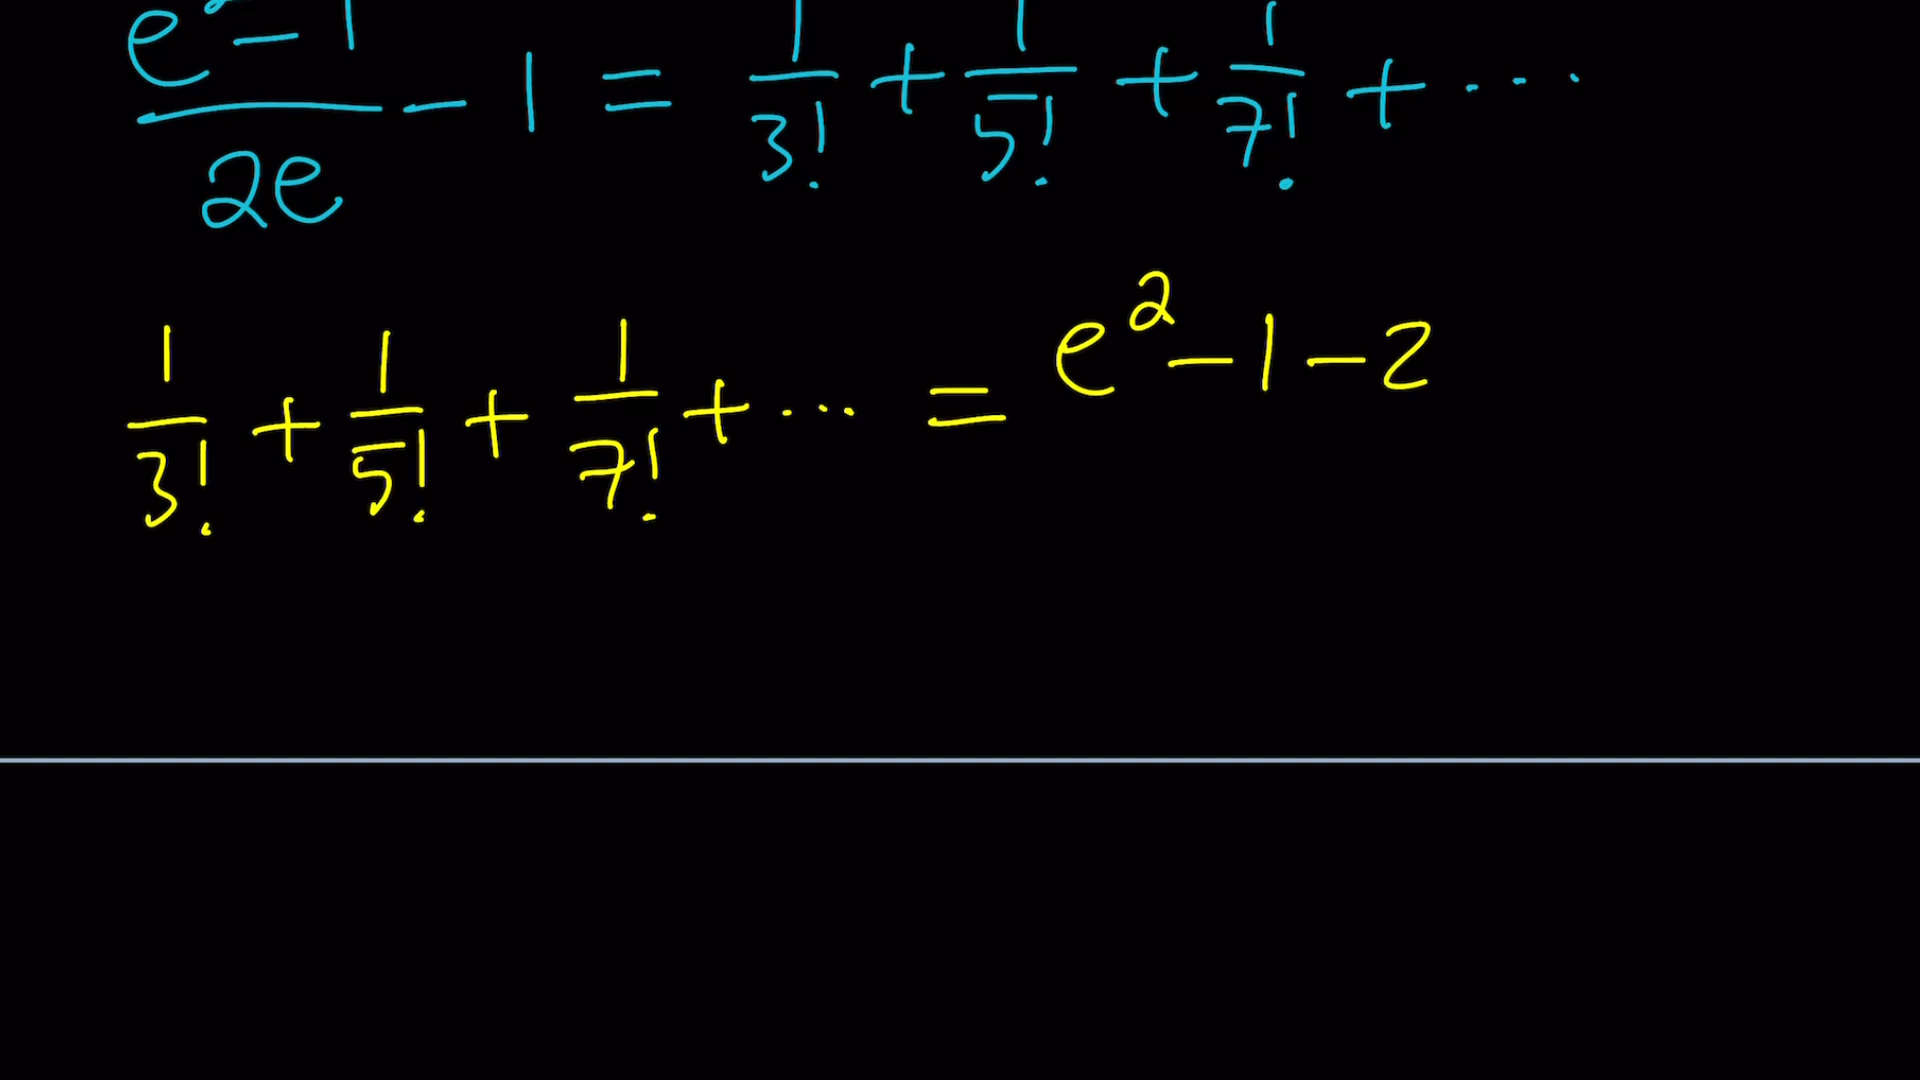 (e²-1)/2e - 1 = 1/3! + 1/5! + 1/7! + ...
1/3! + 1/5! + 1/7! + ... = e²-1-2